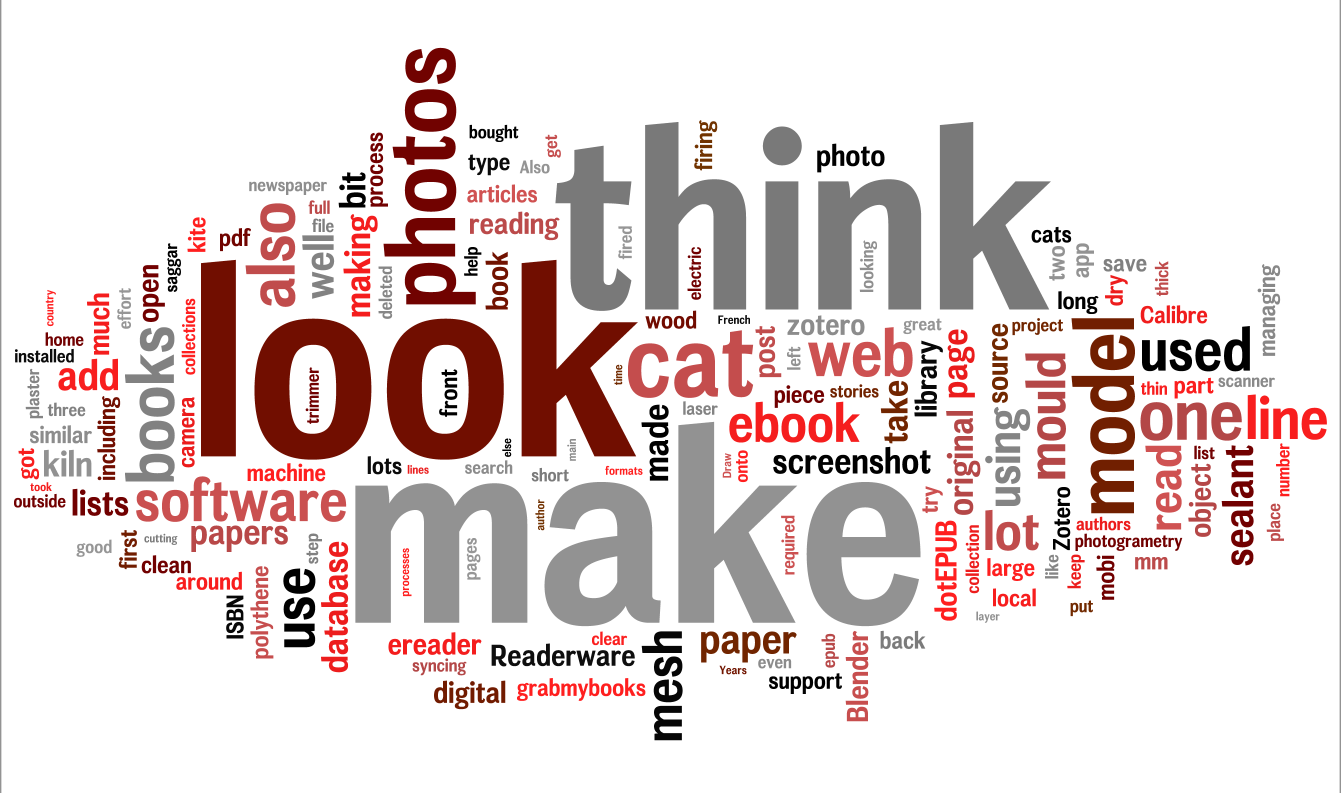 photos
bought
think
firing
photo
process
type
Also
get
newspaper
bit
articles
full
reading
also
file
kite
pdf
well
making
fired
cats
saggar
help
book
electric
looking
two
app
save
open
look
deleted
thick
managing
country
much
effort
collections
long
dry
wood
French
zotero
great
project
Calibre
home
installed
books
cat
post
left
web
library
page
source
model
used
add
trimmer
front
time
thin
part
scanner
plaster
three
including
camera
piece
stories
take
mould
one
line
similar
made
laser
ebook
original
using
got
kiln
machine
lots
lines
search
else
main
short
formats
Draw
onto
screenshot
read
list
object
sealant
number
took
outside
lists
software
make
author
try
Zotero
authors
place
papers
good
first
cutting
clean
step
database
processes
pages
required
dotEPUB
collection
lot
photogrametry
around
use
large
like
keep
mobi
mm
ISBN
polythene
local
put
layer
ereader
clear
mesh
paper
epub
Blender
back
syncing
Readerware
Years
even
support
digital
grabmybooks